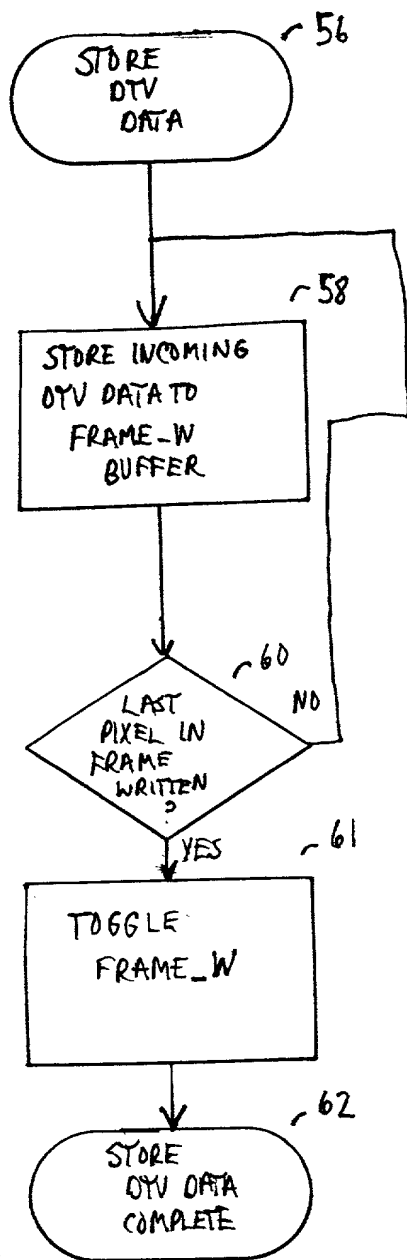 56
STORE
DTV
DATA
58
STORE INCOMING
DTV DATA TO
FRAME_W
BUFFER
60
LAST
PIXEL IN
FRAME
WRITTEN
?
NO
YES
61
TOGGLE
FRAME_W
62
STORE
DTV DATA
COMPLETE